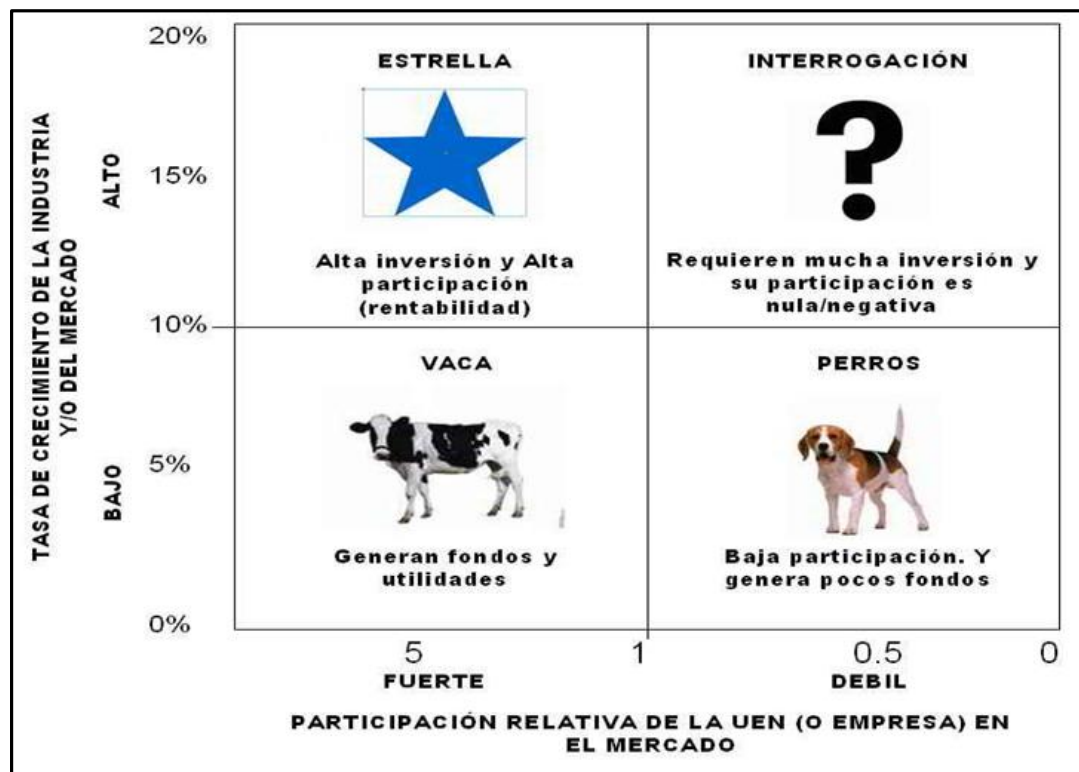 20%
ESTRELLA
INTERROGACIÓN
15%
ALTO
Alta inversión y Alta
participación
(rentabilidad)
Requieren mucha inversión y
su participación es
nula/negativa
10%
TASA DE CRECIMIENTO DE LA INDUSTRIA
Y/O DEL MERCADO
VACA
PERROS
5%
BAJO
Generan fondos y
utilidades
Baja participación. Y
genera pocos fondos
0%
5 1 0.5 0
FUERTE DEBIL
PARTICIPACIÓN RELATIVA DE LA UEN (O EMPRESA) EN
EL MERCADO